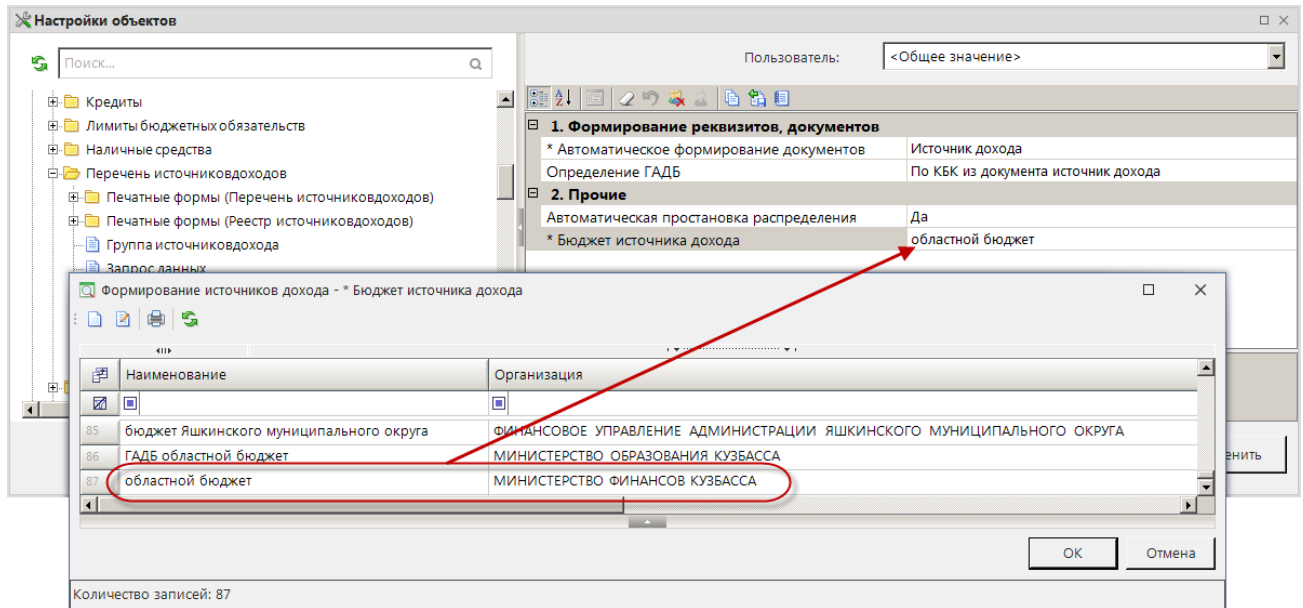 Настройки объектов
Поиск...
Пользователь:
<Общее значение>
Кредиты
Лимиты бюджетных обязательств
Наличные средства
Перечень источниковдоходов
Печатные формы (Перечень источниковдоходов)
Печатные формы (Реестр источниковдоходов)
Группа источниковдохода
Запрос данных
1. Формирование реквизитов, документов
* Автоматическое формирование документов
Источник дохода
Определение ГАДБ
По КБК из документа источник дохода
2. Прочие
Автоматическая простановка распределения
Да
* Бюджет источника дохода
областной бюджет
Формирование источников дохода - * Бюджет источника дохода
Наименование
Организация
85 бюджет Яшкинского муниципального округа ФИНАНСОВОЕ УПРАВЛЕНИЕ АДМИНИСТРАЦИИ ЯШКИНСКОГО МУНИЦИПАЛЬНОГО ОКРУГА
86 ГАДБ областной бюджет МИНИСТЕРСТВО ОБРАЗОВАНИЯ КУЗБАССА
87 областной бюджет МИНИСТЕРСТВО ФИНАНСОВ КУЗБАССА
енить
ОК
Отмена
Количество записей: 87